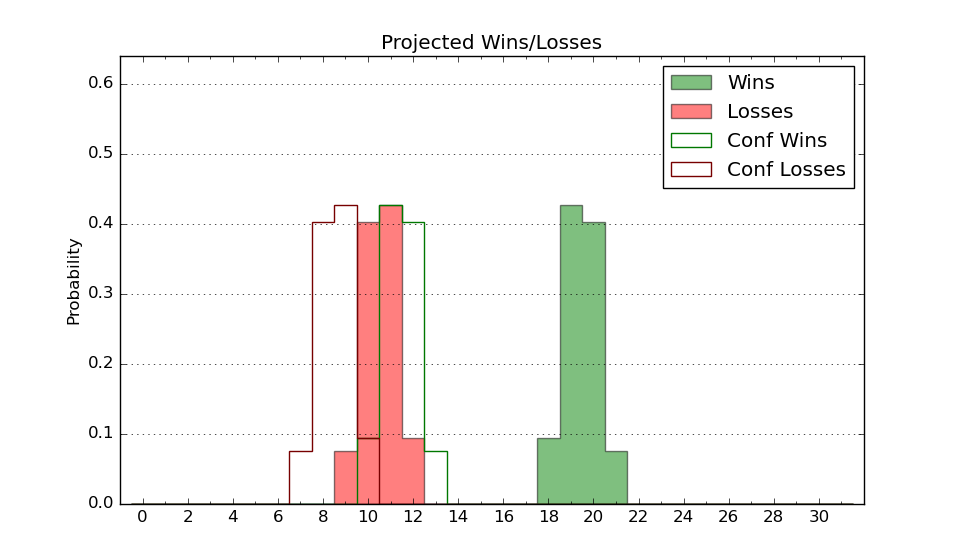 Projected Wins/Losses
Probability
0.6
0.5
0.4
0.3
0.2
0.1
0.0
0 2 4 6 8 10 12 14 16 18 20 22 24 26 28 30
Wins
Losses
Conf Wins
Conf Losses